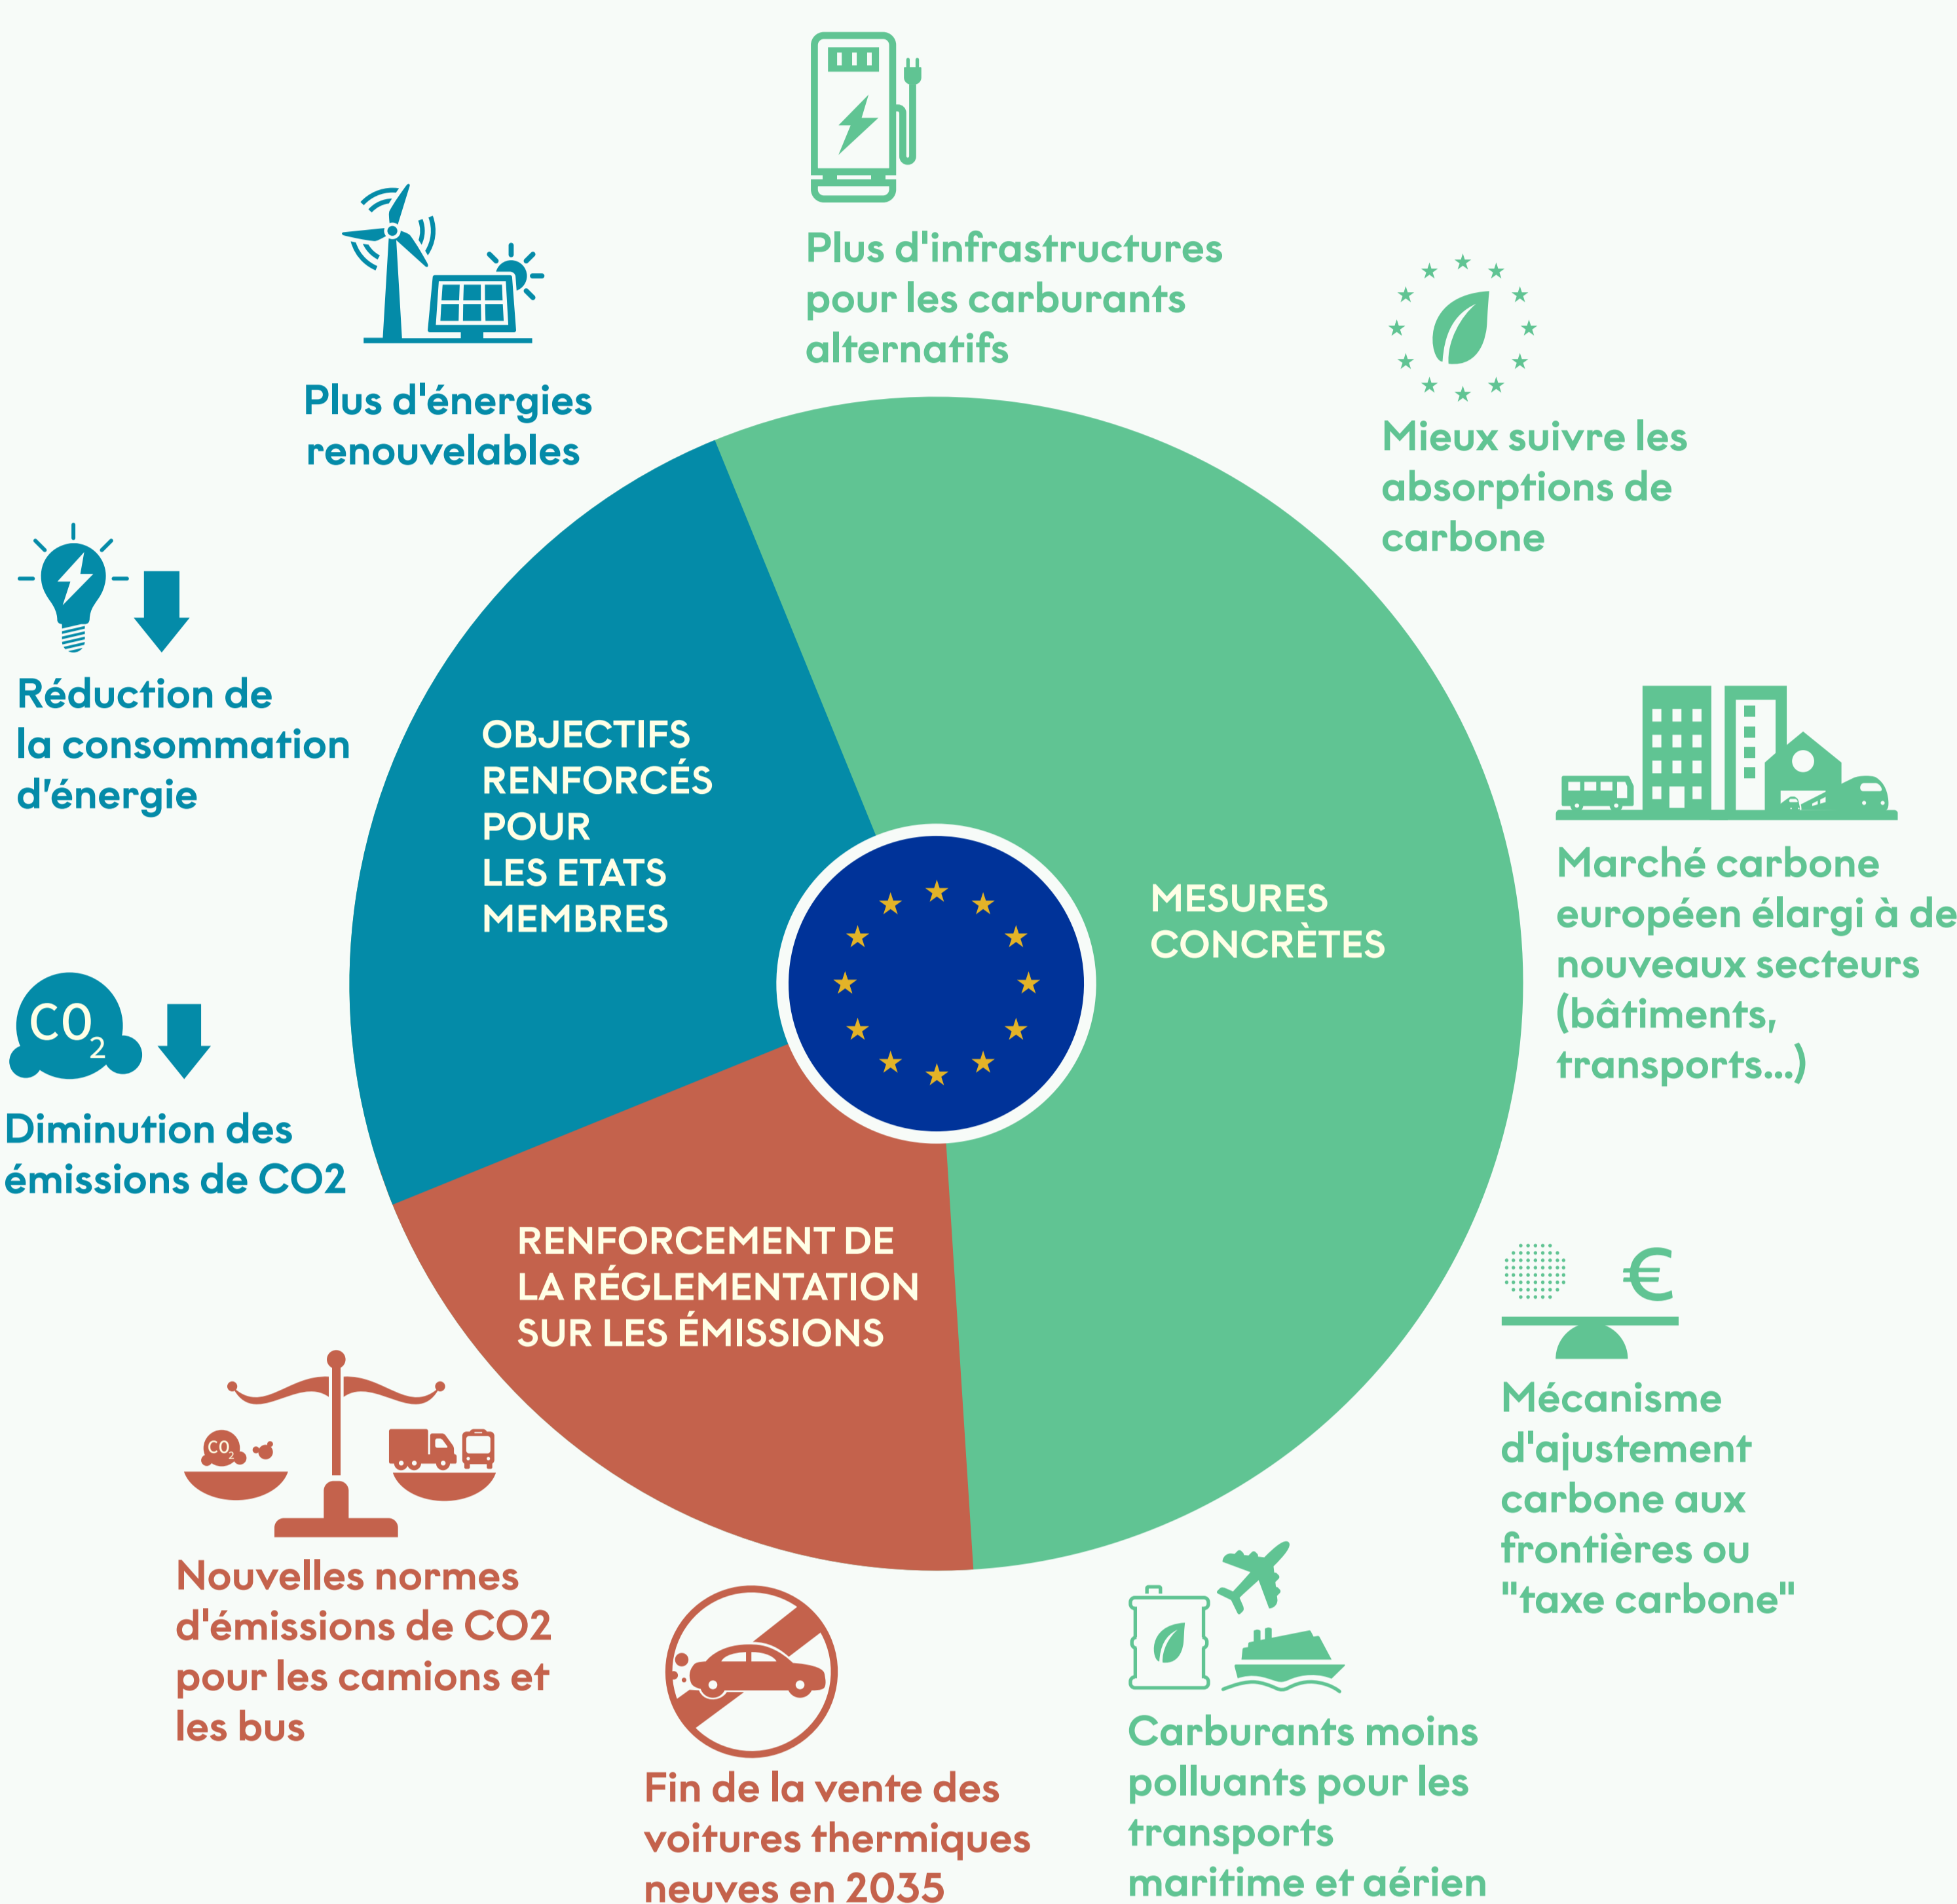 Plus d'infrastructures
pour les carburants
alternatifs
Mieux suivre les
absorptions de
carbone
Marché carbone
européen élargi à de
nouveaux secteurs
(bâtiments,
transports...)
€
Mécanisme
d'ajustement
carbone aux
frontières ou
"taxe carbone"
Carburants moins
polluants pour les
transports
maritime et aérien
MESURES
CONCRÈTES
Plus d'énergies
renouvelables
Réduction de
la consommation
d'énergie
CO2
Diminution des
émissions de CO2
OBJECTIFS
RENFORCÉS
POUR
LES ETATS
MEMBRES
RENFORCEMENT DE
LA RÉGLEMENTATION
SUR LES ÉMISSIONS
CO2
Nouvelles normes
d'émissions de CO2
pour les camions et
les bus
Fin de la vente des
voitures thermiques
neuves en 2035